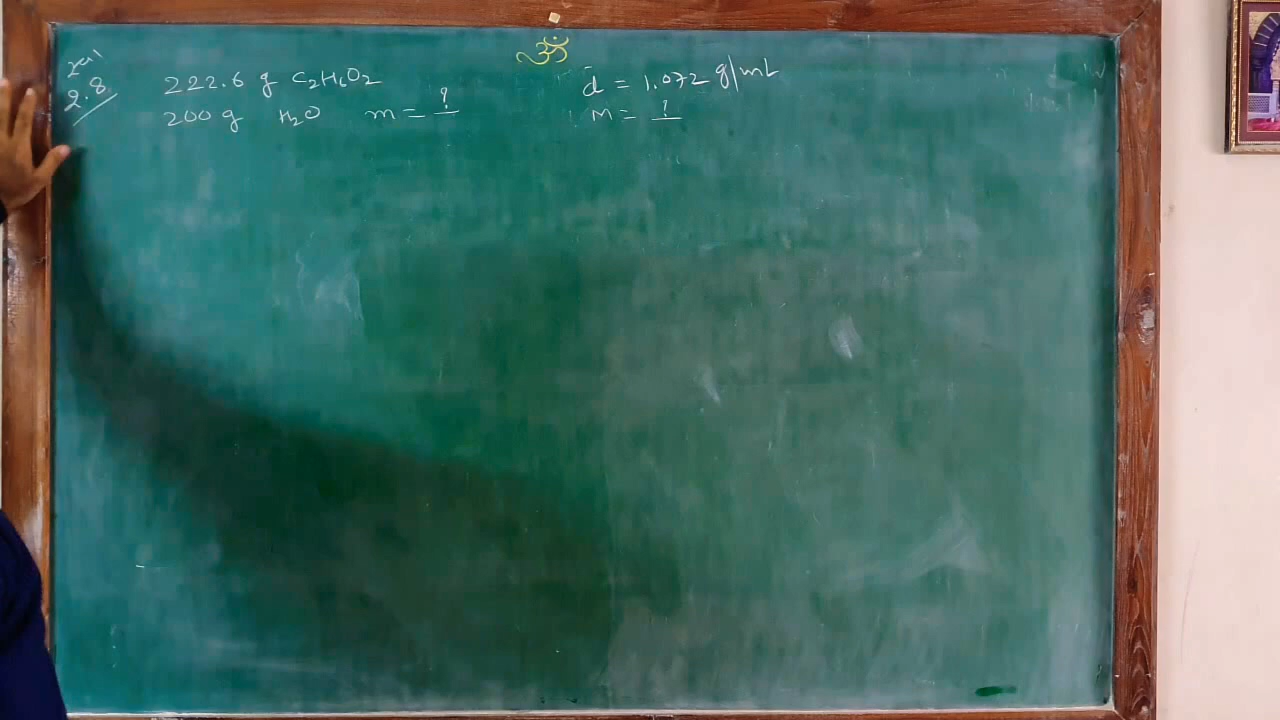 ॐ
2.8
222.6 g C₂H₆O₂
200 g H₂O m = ?
d = 1.072 g/mL
M = ?